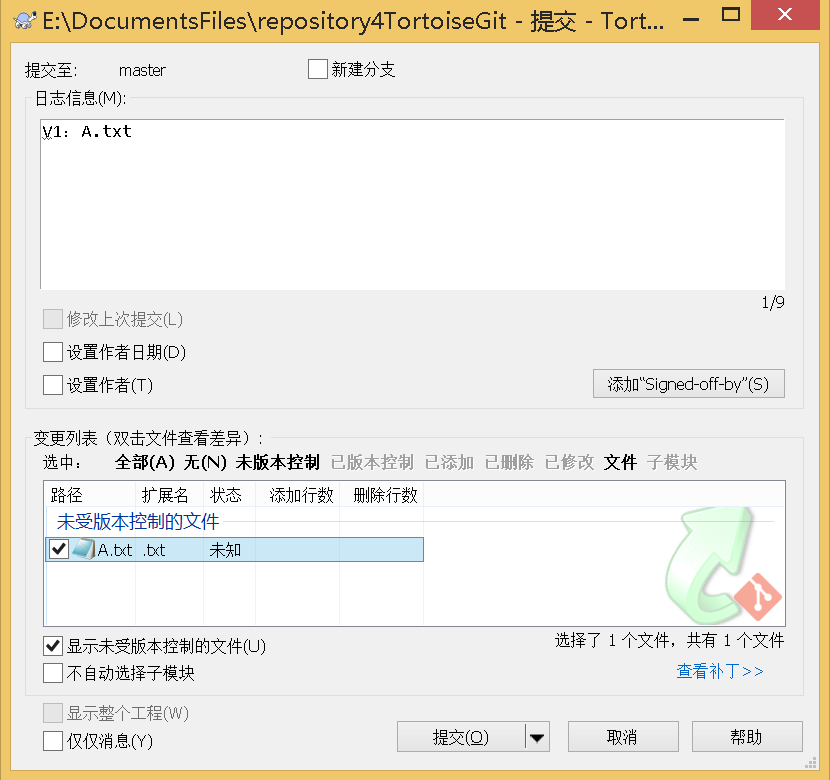 E:\DocumentsFiles\repository4TortoiseGit - 提交 - Tort...
提交至: master 新建分支
日志信息(M):
V1: A.txt
1/9
修改上次提交(L)
设置作者日期(D)
设置作者(T) 添加“Signed-off-by”(S)
变更列表（双击文件查看差异）:
选中: 全部(A) 无(N) 未版本控制 已版本控制 已添加 已删除 已修改 文件 子模块
路径 扩展名 状态 添加行数 删除行数
未受版本控制的文件
A.txt .txt 未知
显示未受版本控制的文件(U) 选择了 1 个文件，共有 1 个文件
不自动选择子模块 查看补丁>>
显示整个工程(W)
仅仅消息(Y) 提交(O) 取消 帮助